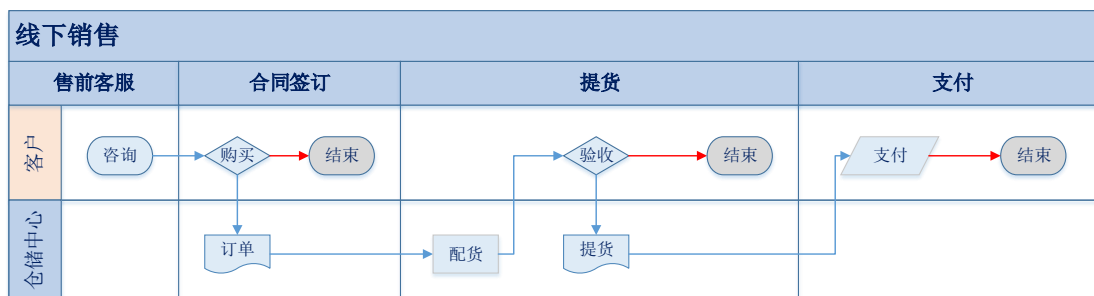 线下销售
售前客服
合同签订
提货
支付
客户
咨询
购买
结束
验收
结束
支付
结束
仓储中心
订单
配货
提货